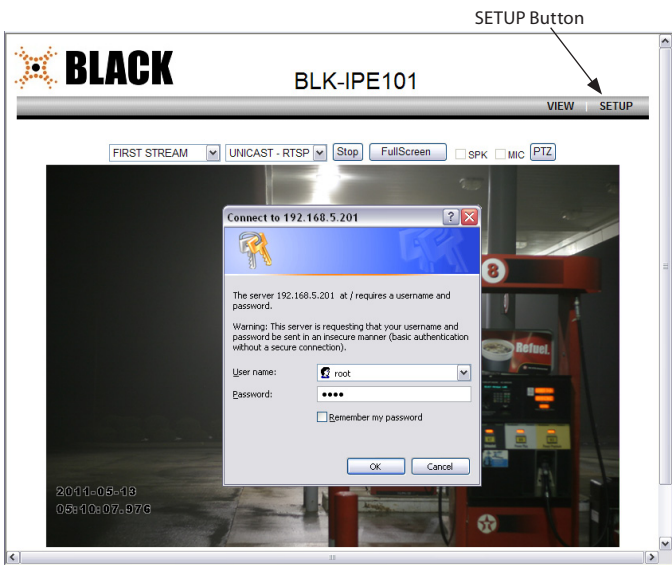 SETUP Button
BLACK
BLK-IPE101
VIEW | SETUP
FIRST STREAM UNICAST - RTSP Stop FullScreen SPK MIC PTZ
Connect to 192.168.5.201
The server 192.168.5.201 at / requires a username and
password.
Warning: This server is requesting that your username and
password be sent in an insecure manner (basic authentication
without a secure connection).
User name: root
Password: ●●●●
Remember my password
OK Cancel
8
Refuel.
2011-05-13
05:10:07.976